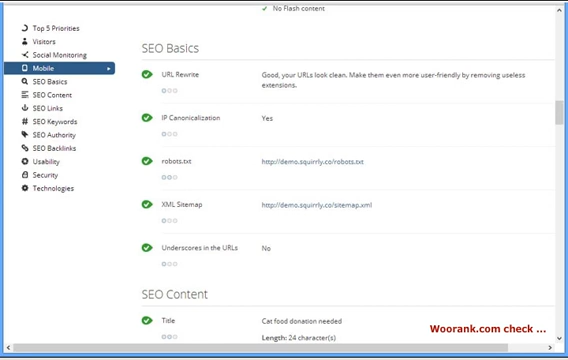 No Flash content
Top 5 Priorities
Visitors
Social Monitoring
Mobile
SEO Basics
SEO Content
SEO Links
SEO Keywords
SEO Authority
SEO Backlinks
Usability
Security
Technologies
SEO Basics
URL Rewrite
Good, your URLs look clean. Make them even more user-friendly by removing useless
extensions.
IP Canonicalization
Yes
robots.txt
http://demo.squirrly.co/robots.txt
XML Sitemap
http://demo.squirrly.co/sitemap.xml
Underscores in the URLs
No
SEO Content
Title
Cat food donation needed
Length: 24 character(s)
Woorank.com check ...